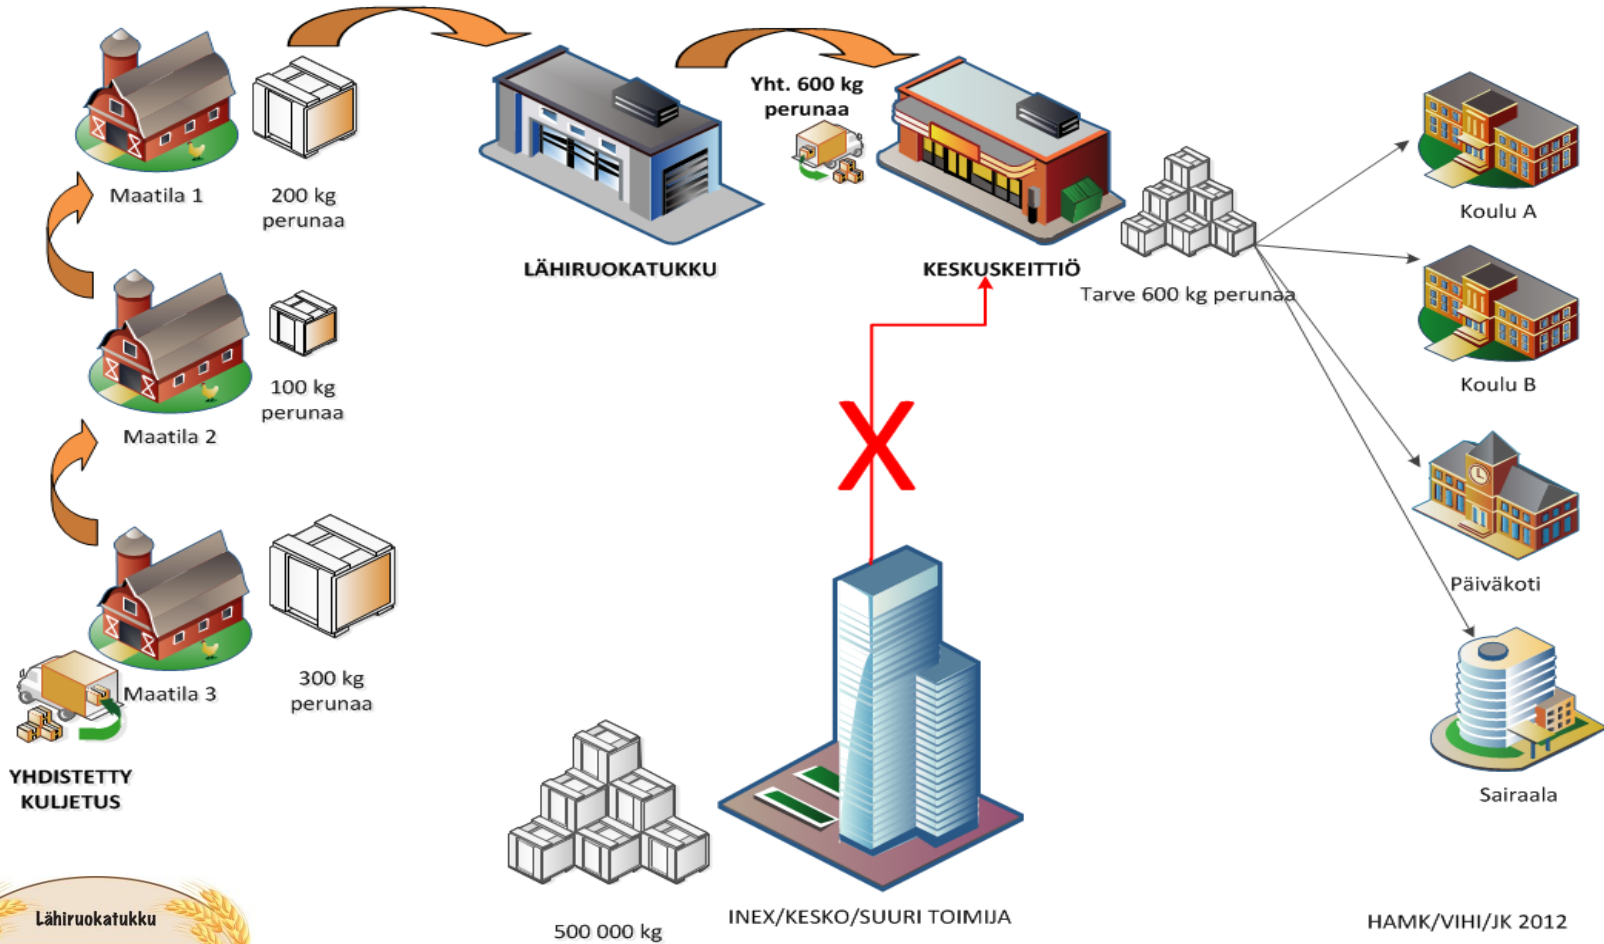 Yht. 600 kg
perunaa
Maatila 1
200 kg
perunaa
LÄHIRUOKATUKKU
KESKUSKEITTIÖ
Tarve 600 kg perunaa
Koulu A
Maatila 2
100 kg
perunaa
Koulu B
X
Maatila 3
300 kg
perunaa
Päiväkoti
YHDISTETTY
KULJETUS
Sairaala
Lähiruokatukku
500 000 kg
INEX/KESKO/SUURI TOIMIJA
HAMK/VIHI/JK 2012